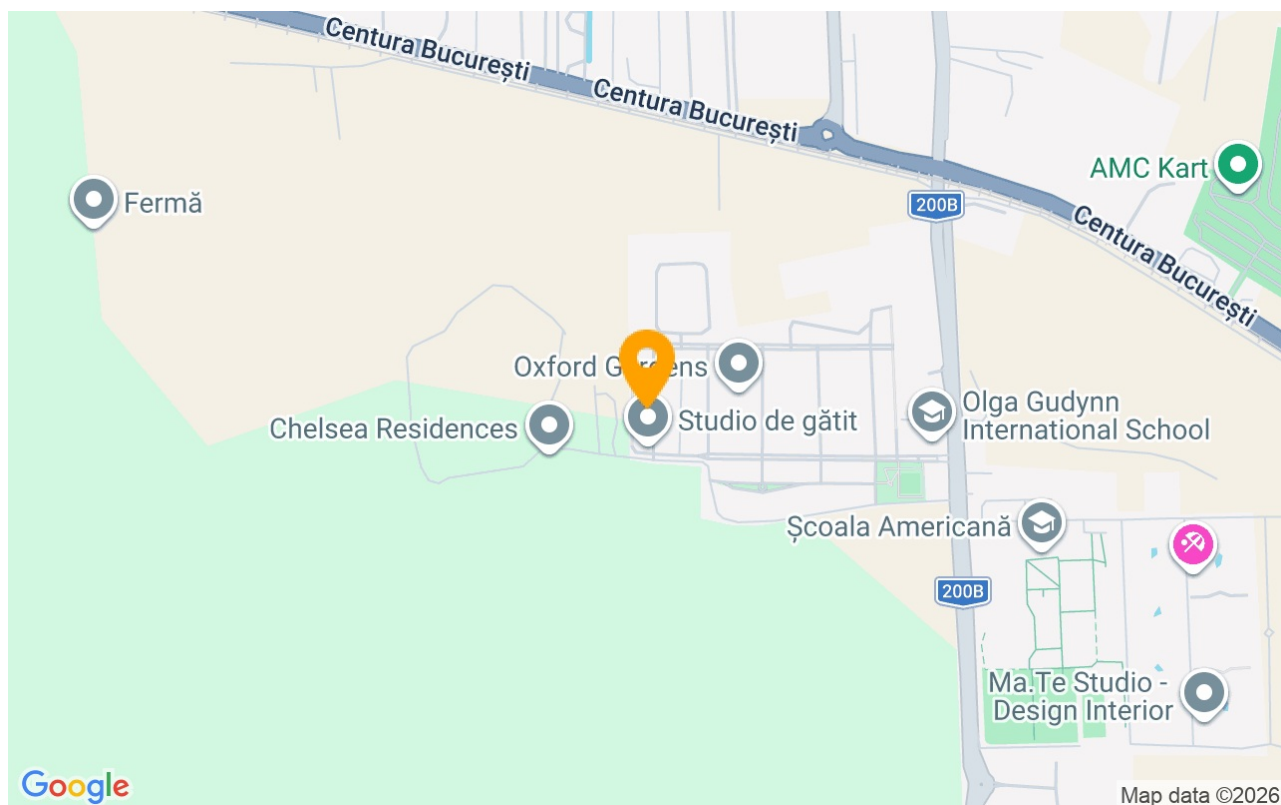 Centura București
Centura București
AMC Kart
Fermă
200B
Centura București
Oxford Gardens
Olga Gudynn
International School
Studio de gătit
Chelsea Residences
Școala Americană
200B
Ma.Te Studio -
Design Interior
Google
Map data ©2026